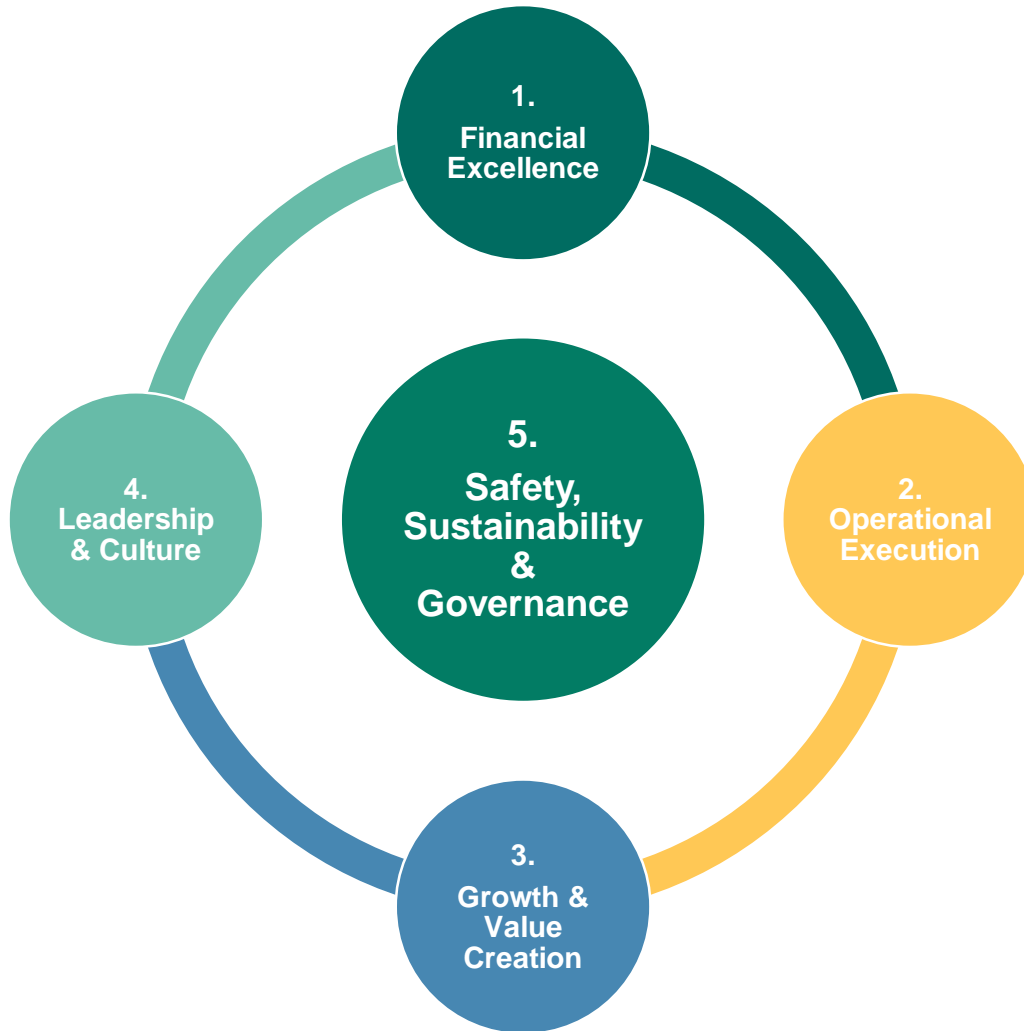 1.
Financial
Excellence
2.
Operational
Execution
3.
Growth &
Value
Creation
4.
Leadership
& Culture
5.
Safety,
Sustainability
&
Governance